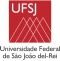 UFSJ
Universidade Federal
de São João del-Rei